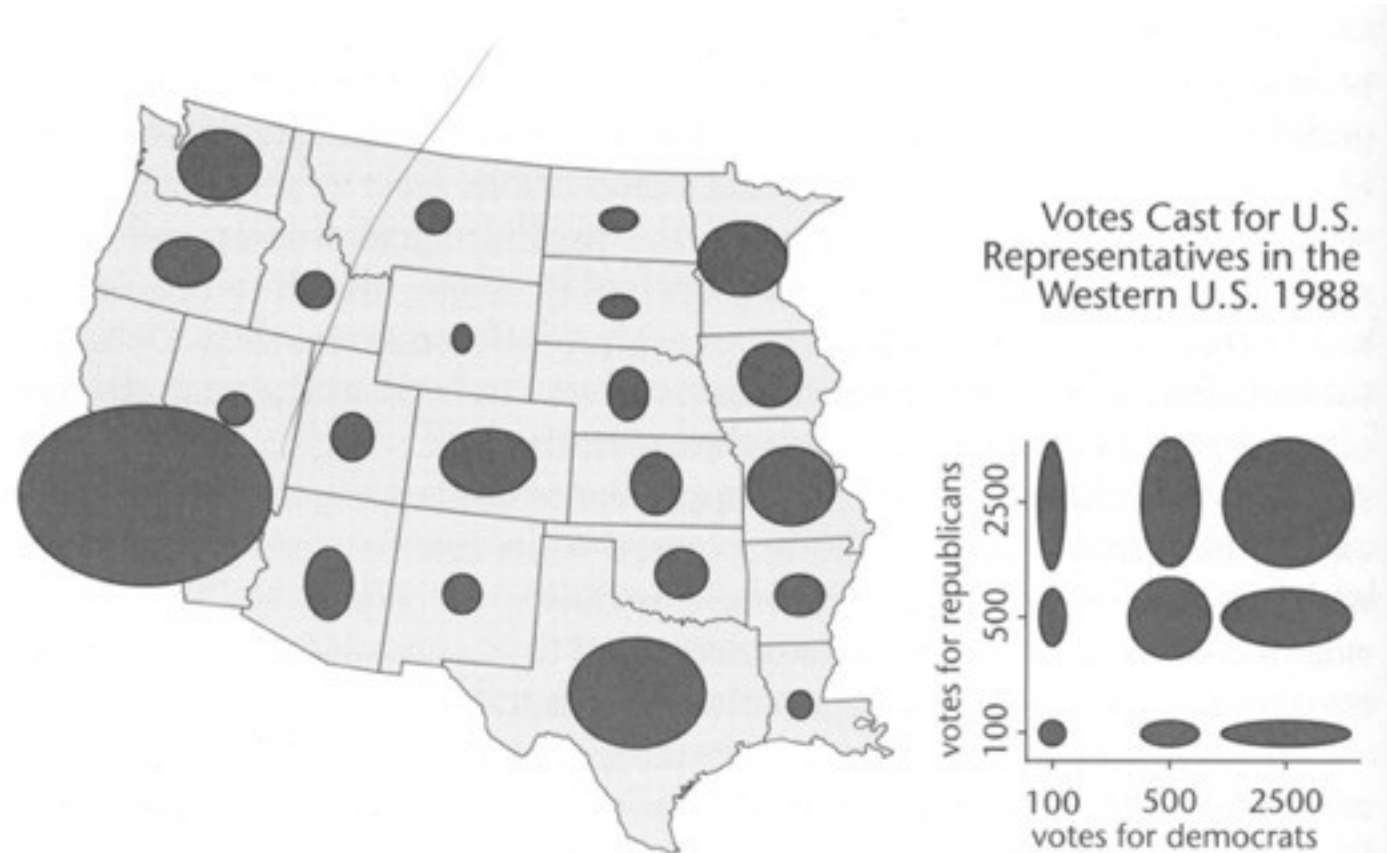 Votes Cast for U.S.
Representatives in the
Western U.S. 1988
votes for republicans
2500
500
100
100 500 2500
votes for democrats